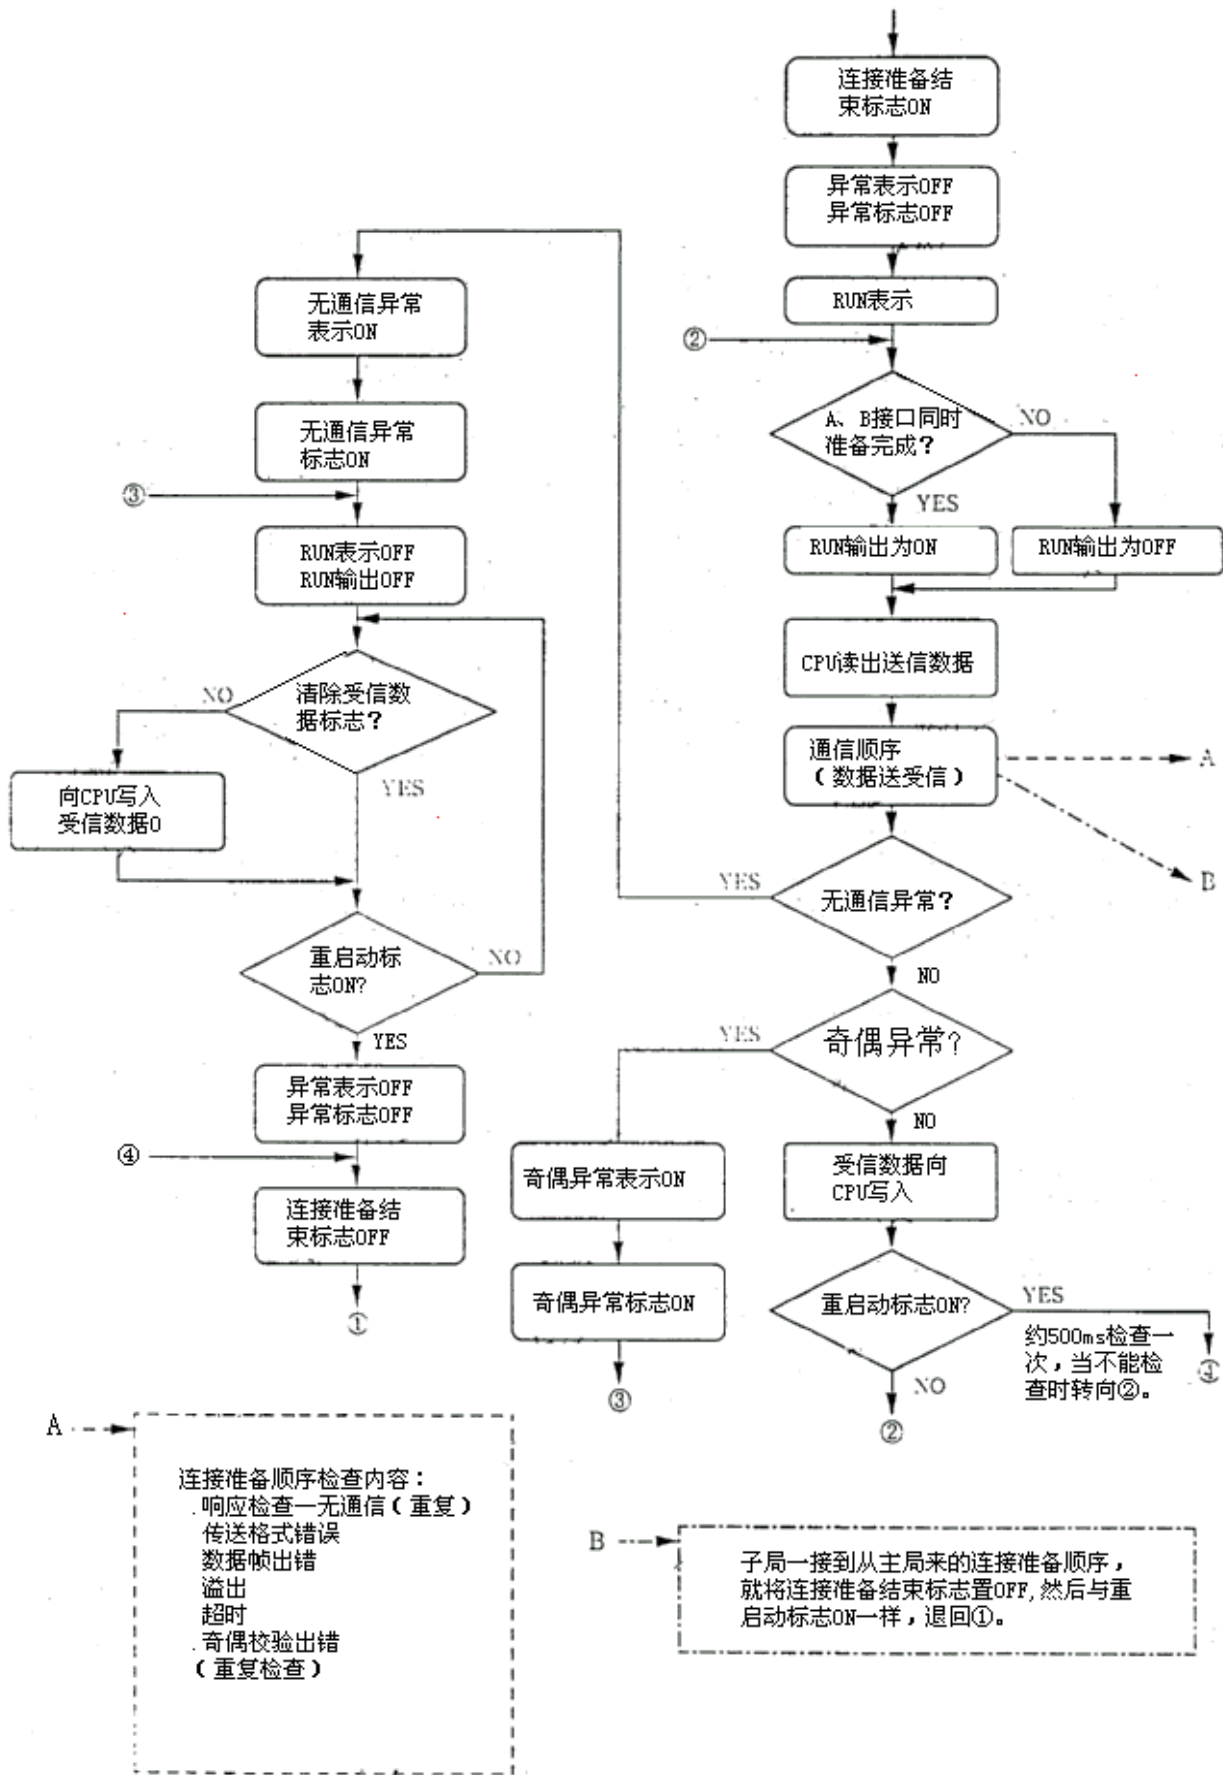 连接准备结
束标志ON
异常表示OFF
异常标志OFF
RUN表示
②
A、B接口同时
准备完成？
NO
YES
RUN输出为ON
RUN输出为OFF
CPU读出送信数据
通信顺序
（数据送受信）
A
B
无通信异常？
YES
NO
奇偶异常？
YES
NO
受信数据向
CPU写入
重启动标志ON?
YES
约500ms检查一
次，当不能检
查时转向②。
④
NO
②
奇偶异常表示ON
奇偶异常标志ON
③
无通信异常
表示ON
无通信异常
标志ON
③
RUN表示OFF
RUN输出OFF
清除受信数
据标志？
NO
YES
向CPU写入
受信数据0
重启动标
志ON?
NO
YES
异常表示OFF
异常标志OFF
④
连接准备结
束标志OFF
①
A
连接准备顺序检查内容：
.响应检查一无通信（重复）
传送格式错误
数据帧出错
溢出
超时
.奇偶校验出错
（重复检查）
B
子局一接到从主局来的连接准备顺序，
就将连接准备结束标志置OFF,然后与重
启动标志ON一样，退回①。